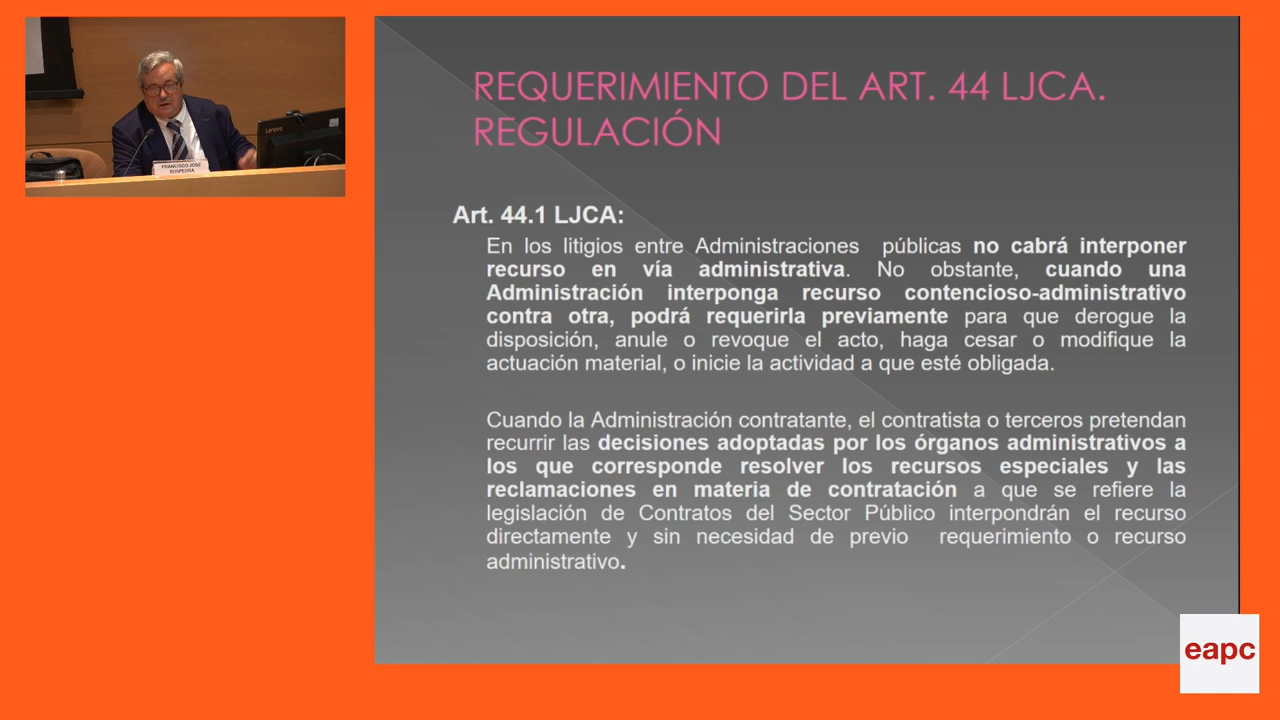 REQUERIMIENTO DEL ART. 44 LJCA.
REGULACIÓN
Lenovo
FRANCISCO JOSÉ
SOSPEDRA
Art. 44.1 LJCA:
En los litigios entre Administraciones públicas no cabrá interponer
recurso en vía administrativa. No obstante, cuando una
Administración interponga recurso contencioso-administrativo
contra otra, podrá requerirla previamente para que derogue la
disposición, anule o revoque el acto, haga cesar o modifique la
actuación material, o inicie la actividad a que esté obligada.
Cuando la Administración contratante, el contratista o terceros pretendan
recurrir las decisiones adoptadas por los órganos administrativos a
los que corresponde resolver los recursos especiales y las
reclamaciones en materia de contratación a que se refiere la
legislación de Contratos del Sector Público interpondrán el recurso
directamente y sin necesidad de previo requerimiento o recurso
administrativo.
eapc